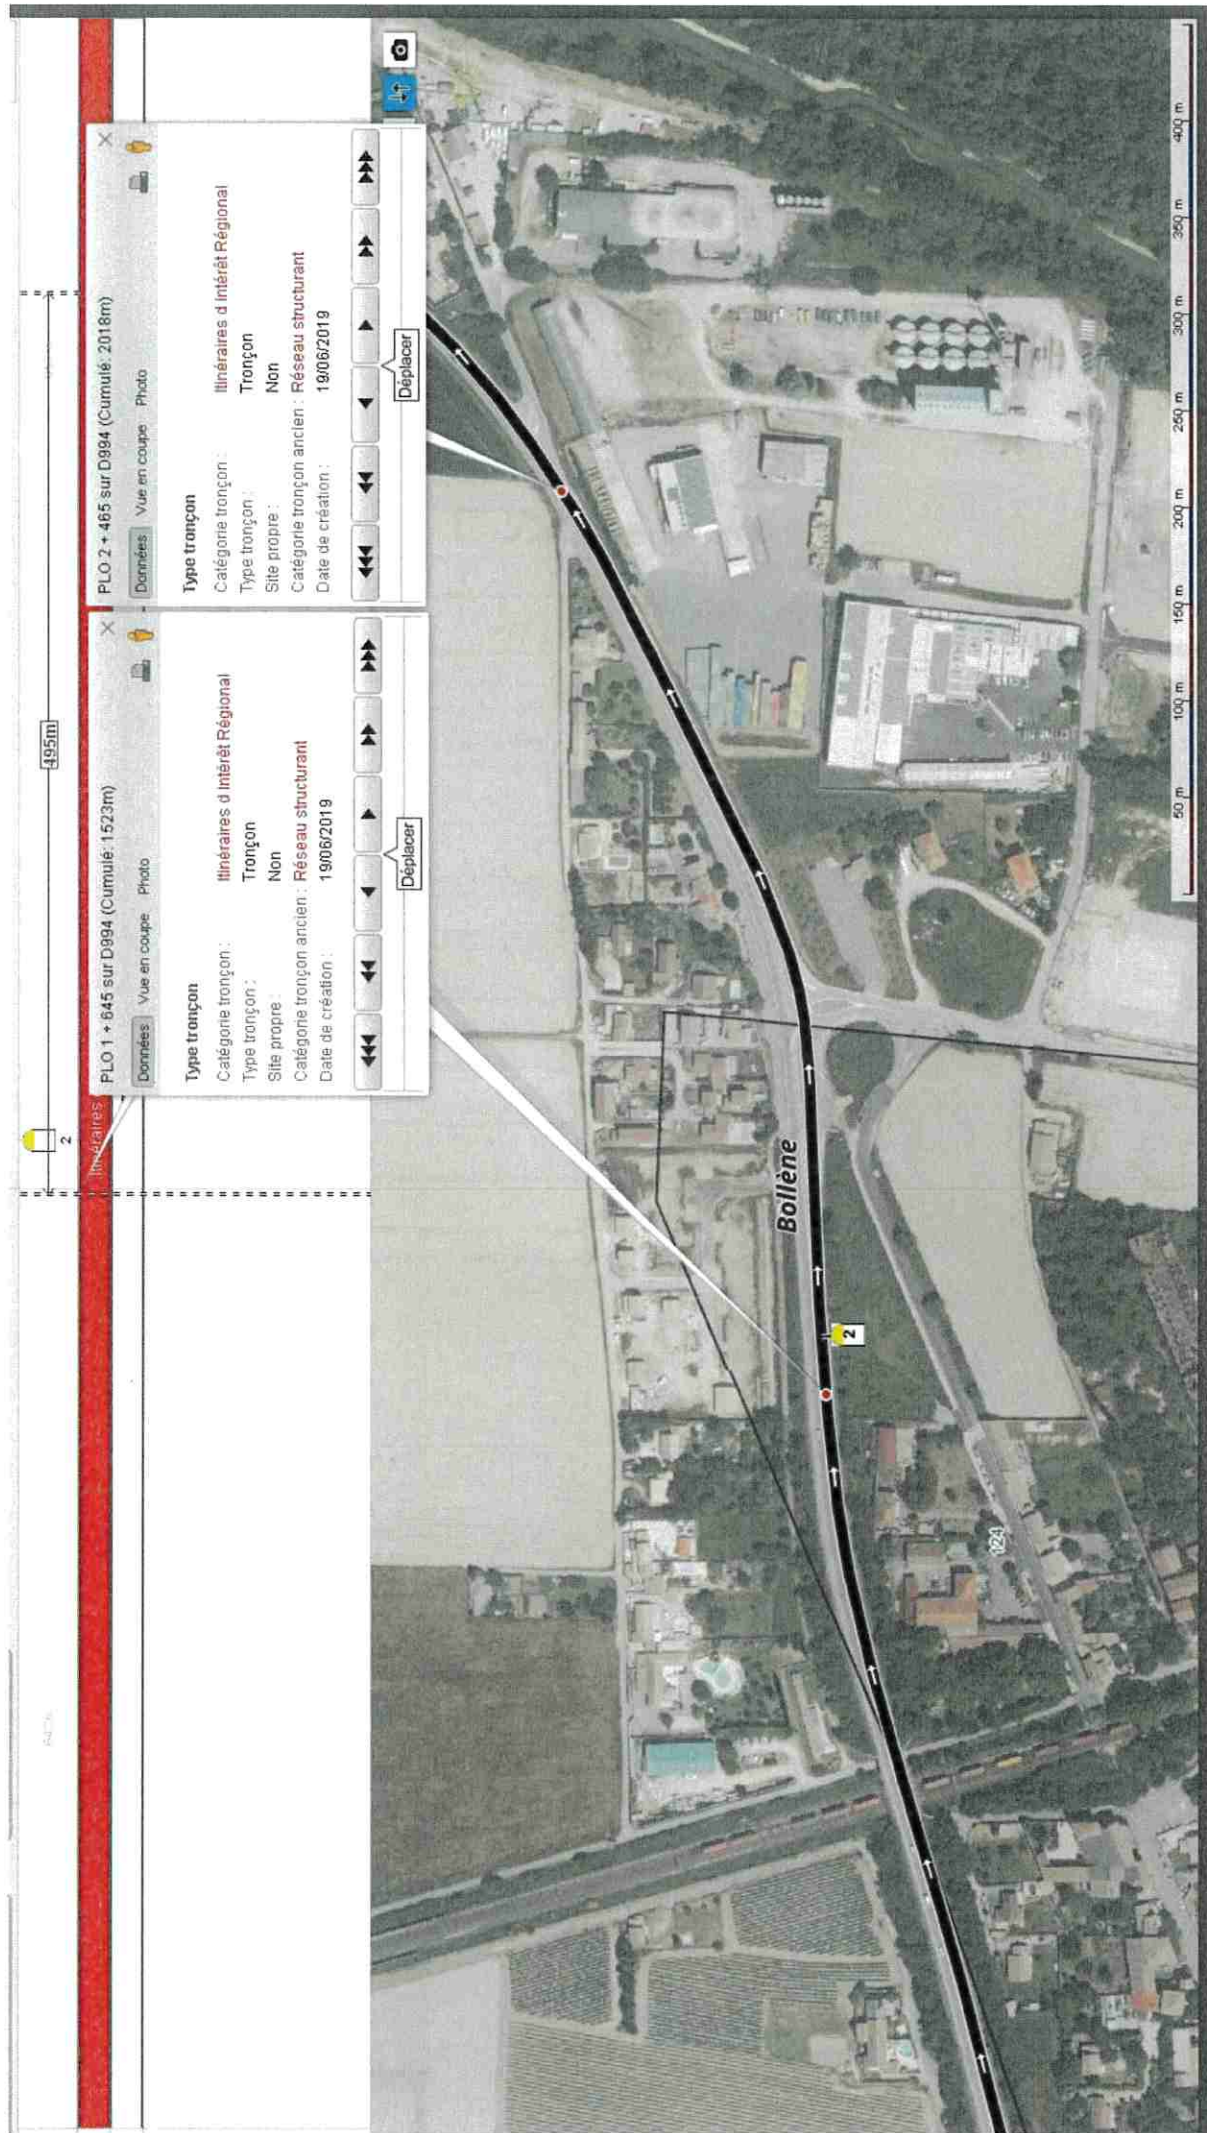 495m
2
Itinéraires
PLO 1 + 645 sur D994 (Cumulé: 1523m)
Données Vue en coupe Photo
Type tronçon
Catégorie tronçon : Itinéraires d Intérêt Régional
Type tronçon : Tronçon
Site propre : Non
Catégorie tronçon ancien : Réseau structurant
Date de création : 19/06/2019
Déplacer
PLO 2 + 465 sur D994 (Cumulé: 2018m)
Données Vue en coupe Photo
Type tronçon
Catégorie tronçon : Itinéraires d Intérêt Régional
Type tronçon : Tronçon
Site propre : Non
Catégorie tronçon ancien : Réseau structurant
Date de création : 19/06/2019
Déplacer
Bollène
2
124
50 m 100 m 150 m 200 m 250 m 300 m 350 m 400 m